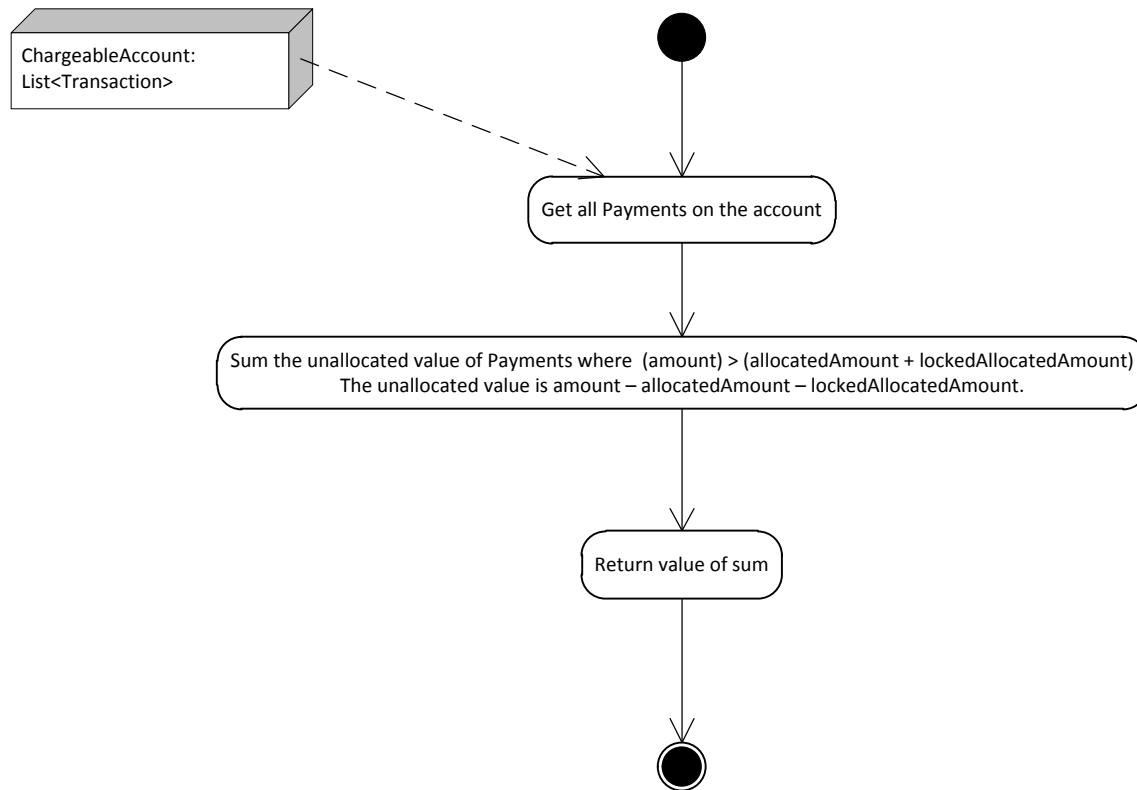 ChargeableAccount:
List<Transaction>
Get all Payments on the account
Sum the unallocated value of Payments where  (amount) > (allocatedAmount + lockedAllocatedAmount)
The unallocated value is amount – allocatedAmount – lockedAllocatedAmount.
Return value of sum